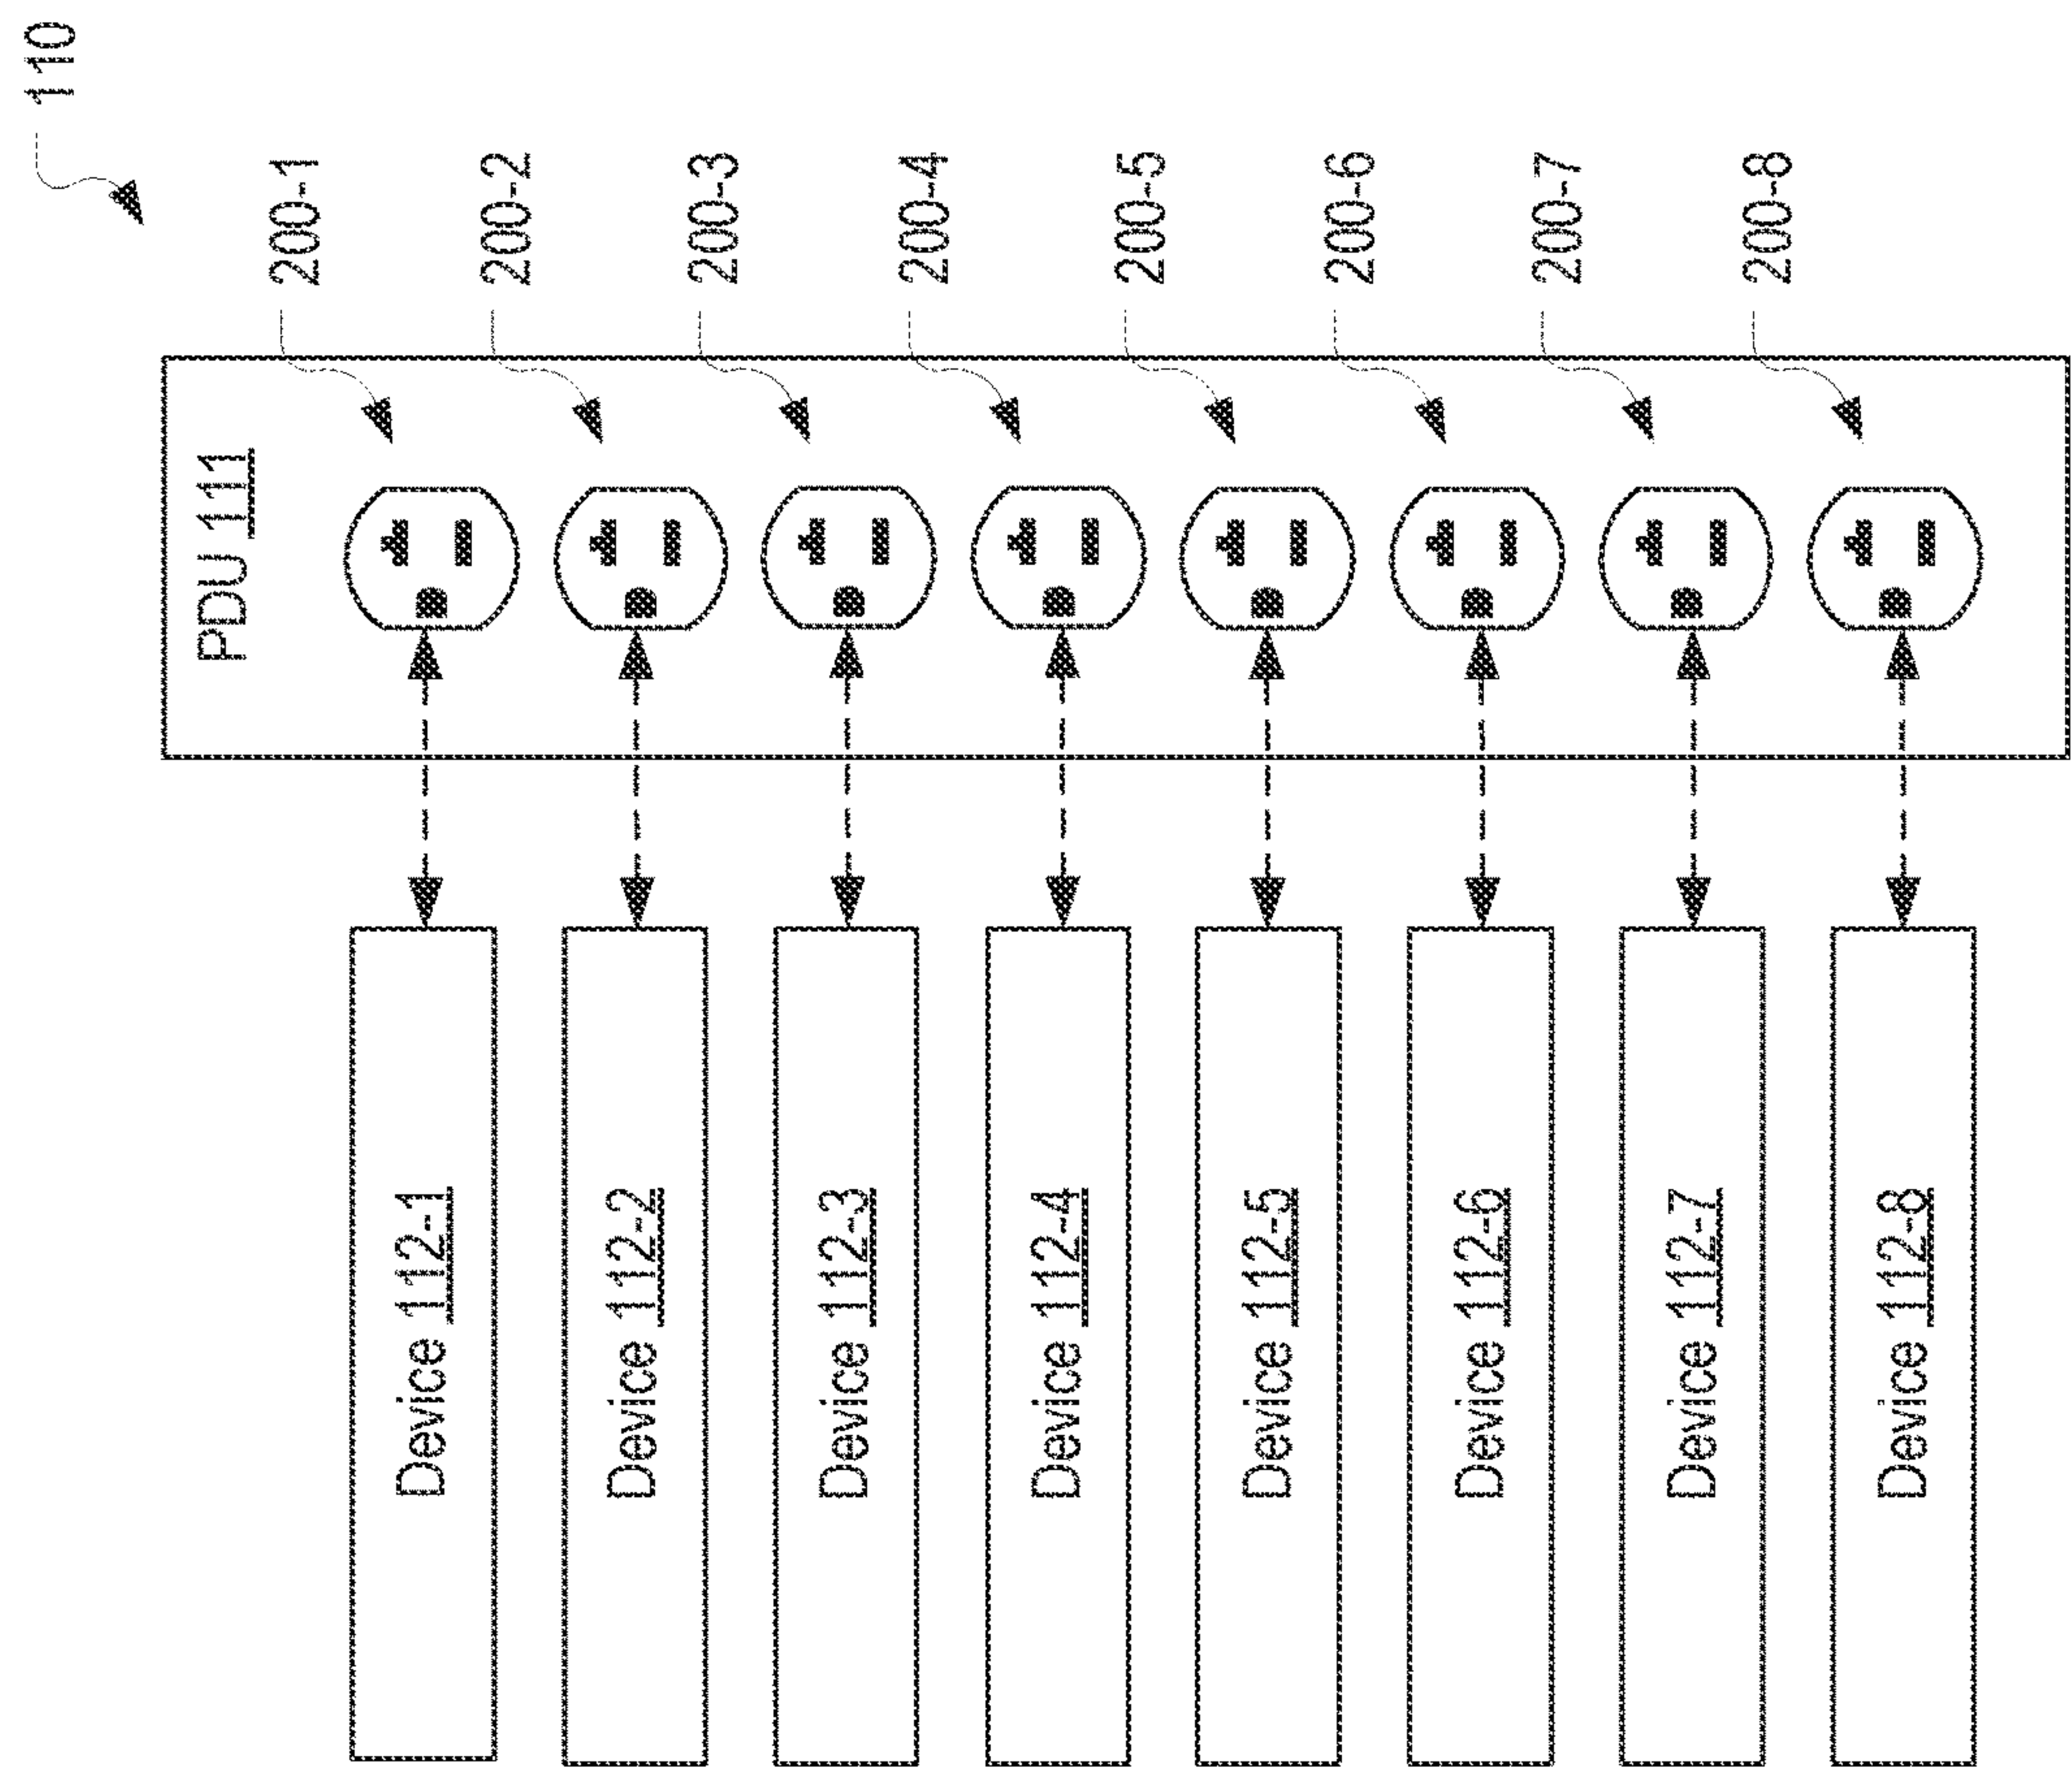 110
PDU 111
200-1
200-2
200-3
200-4
200-5
200-6
200-7
200-8
Device 112-1
Device 112-2
Device 112-3
Device 112-4
Device 112-5
Device 112-6
Device 112-7
Device 112-8